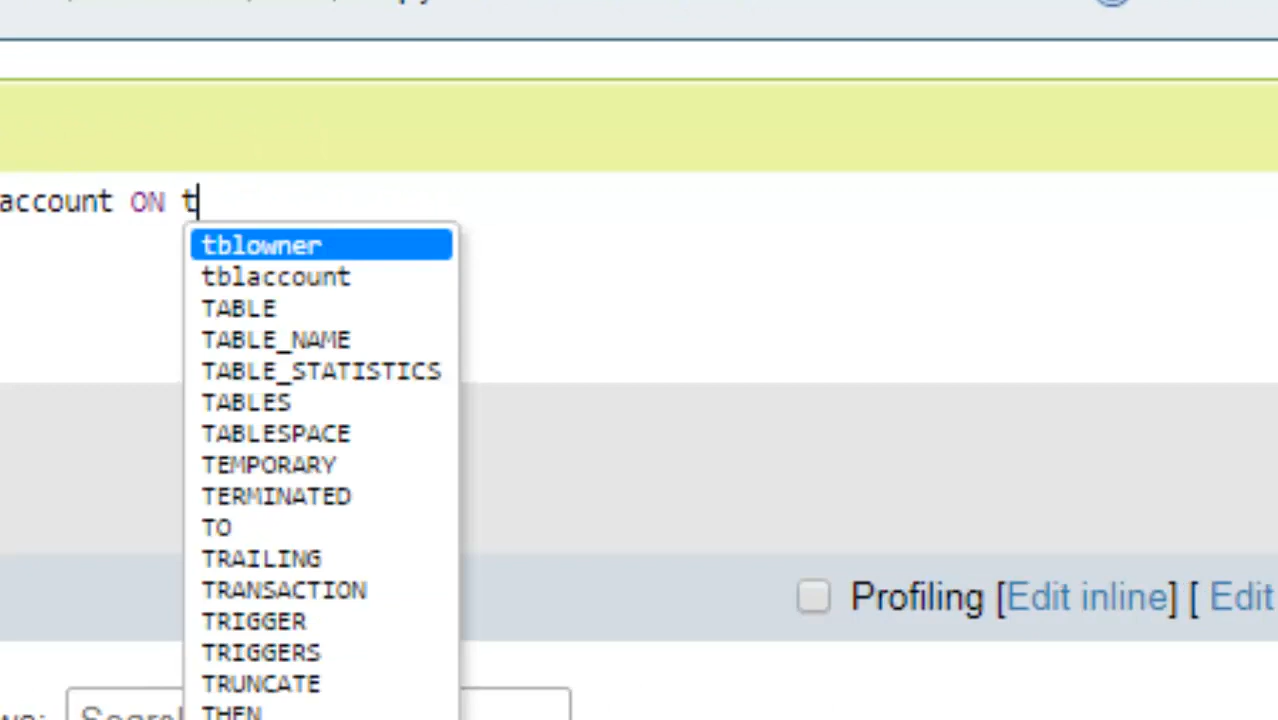 account ON t
tblowner
tblaccount
TABLE
TABLE_NAME
TABLE_STATISTICS
TABLES
TABLESPACE
TEMPORARY
TERMINATED
TO
TRAILING
TRANSACTION
Profiling [Edit inline] [ Edit
TRIGGER
TRIGGERS
TRUNCATE
THEN